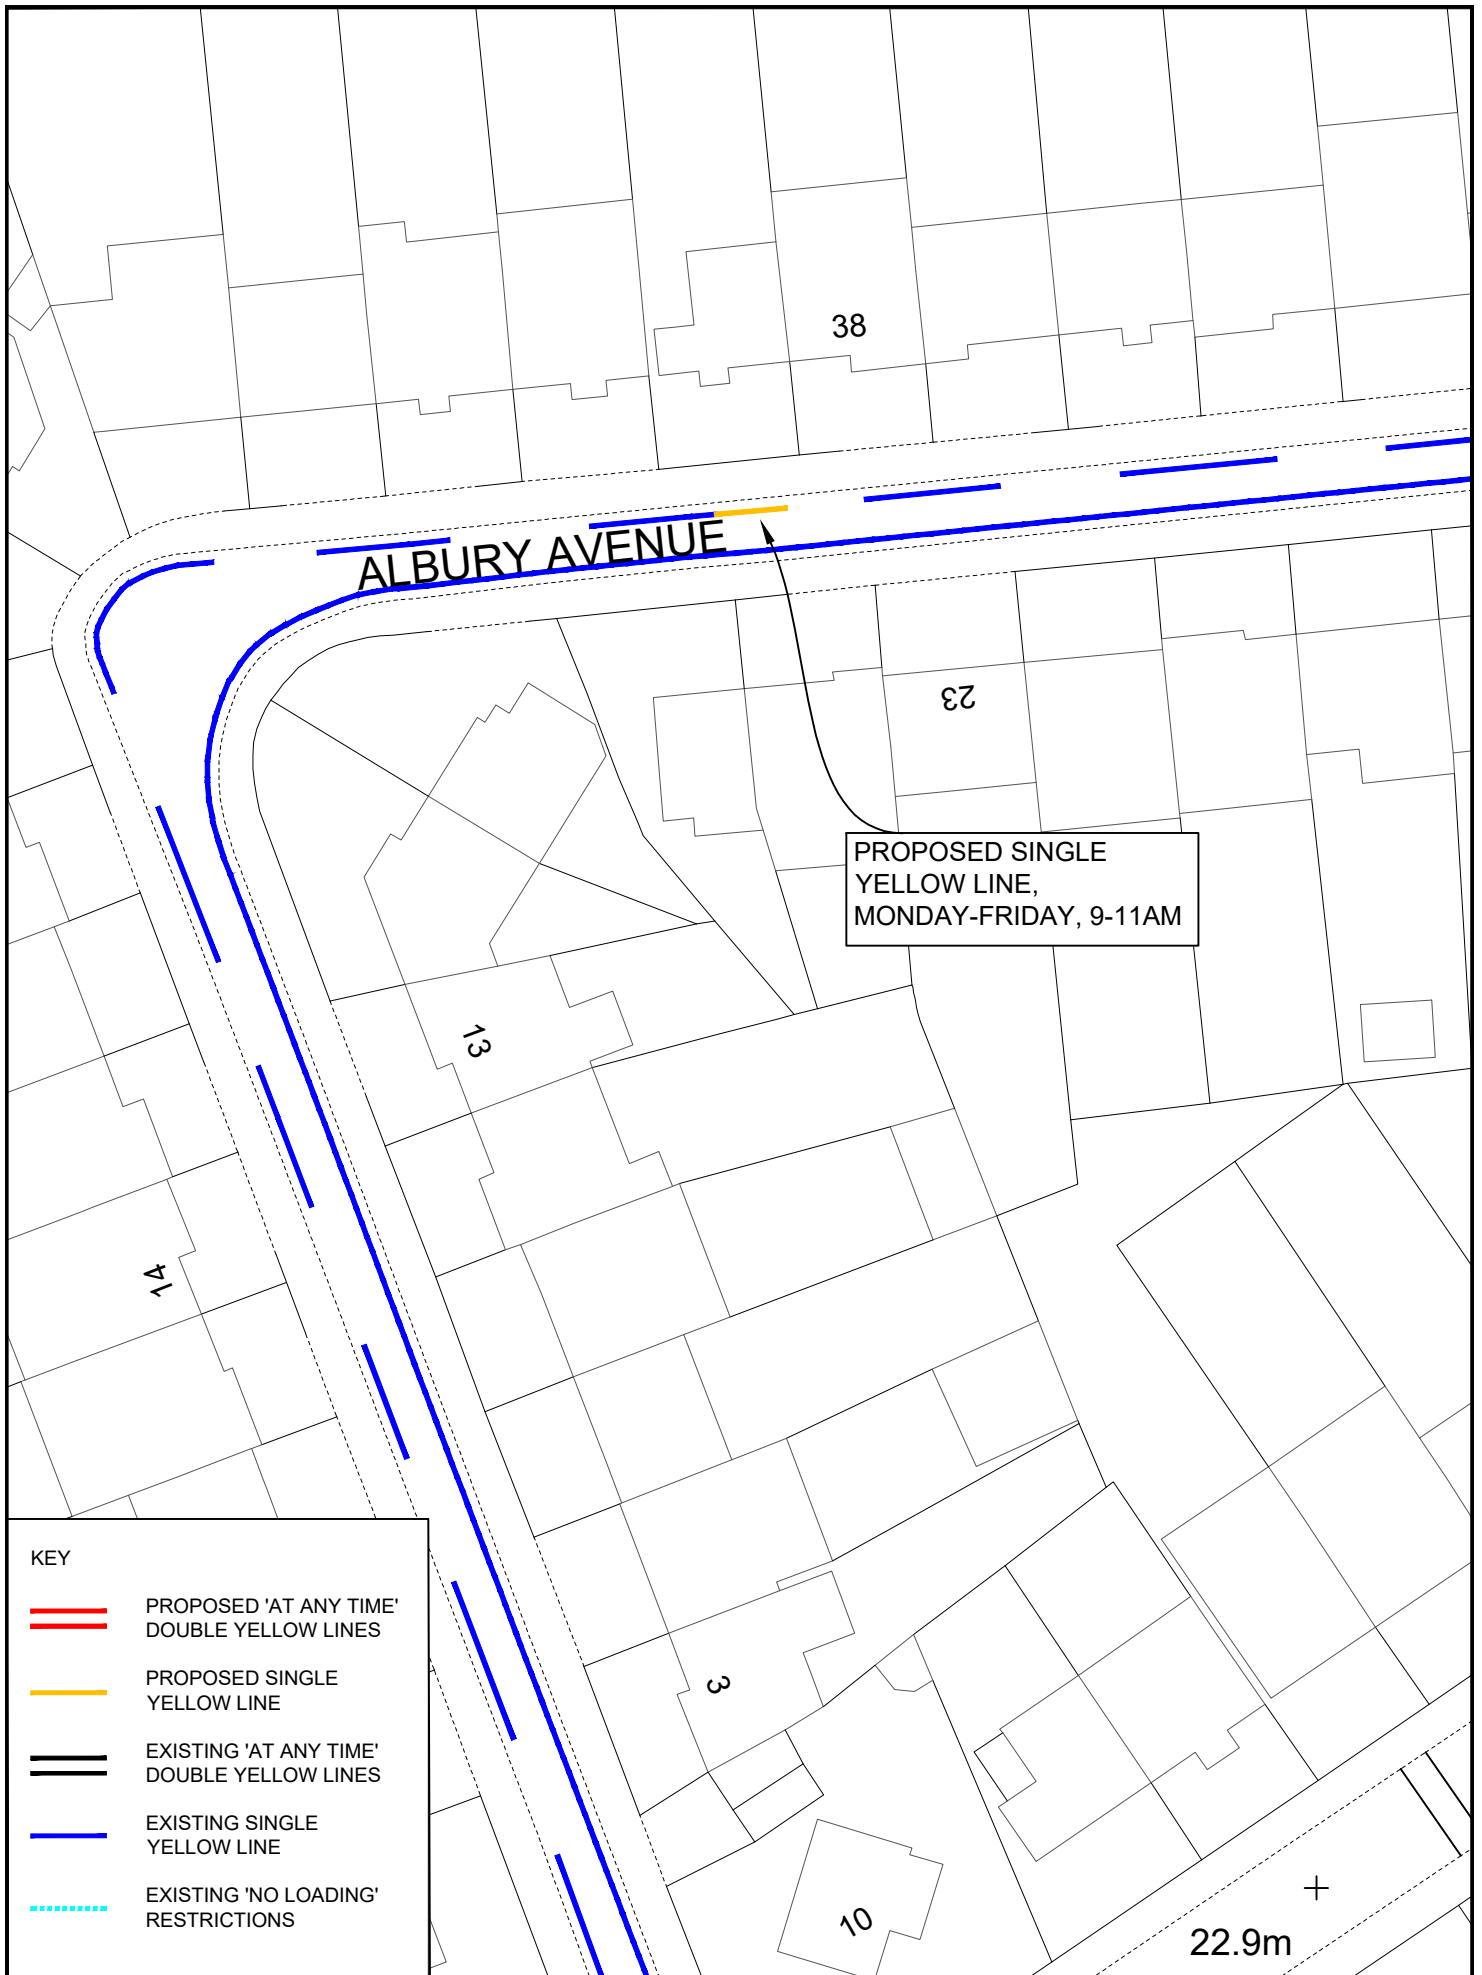 38
ALBURY AVENUE
23
PROPOSED SINGLE
YELLOW LINE,
MONDAY-FRIDAY, 9-11AM
13
14
KEY
PROPOSED 'AT ANY TIME'
DOUBLE YELLOW LINES
PROPOSED SINGLE
YELLOW LINE
EXISTING 'AT ANY TIME'
DOUBLE YELLOW LINES
EXISTING SINGLE
YELLOW LINE
EXISTING 'NO LOADING'
RESTRICTIONS
3
10
22.9m